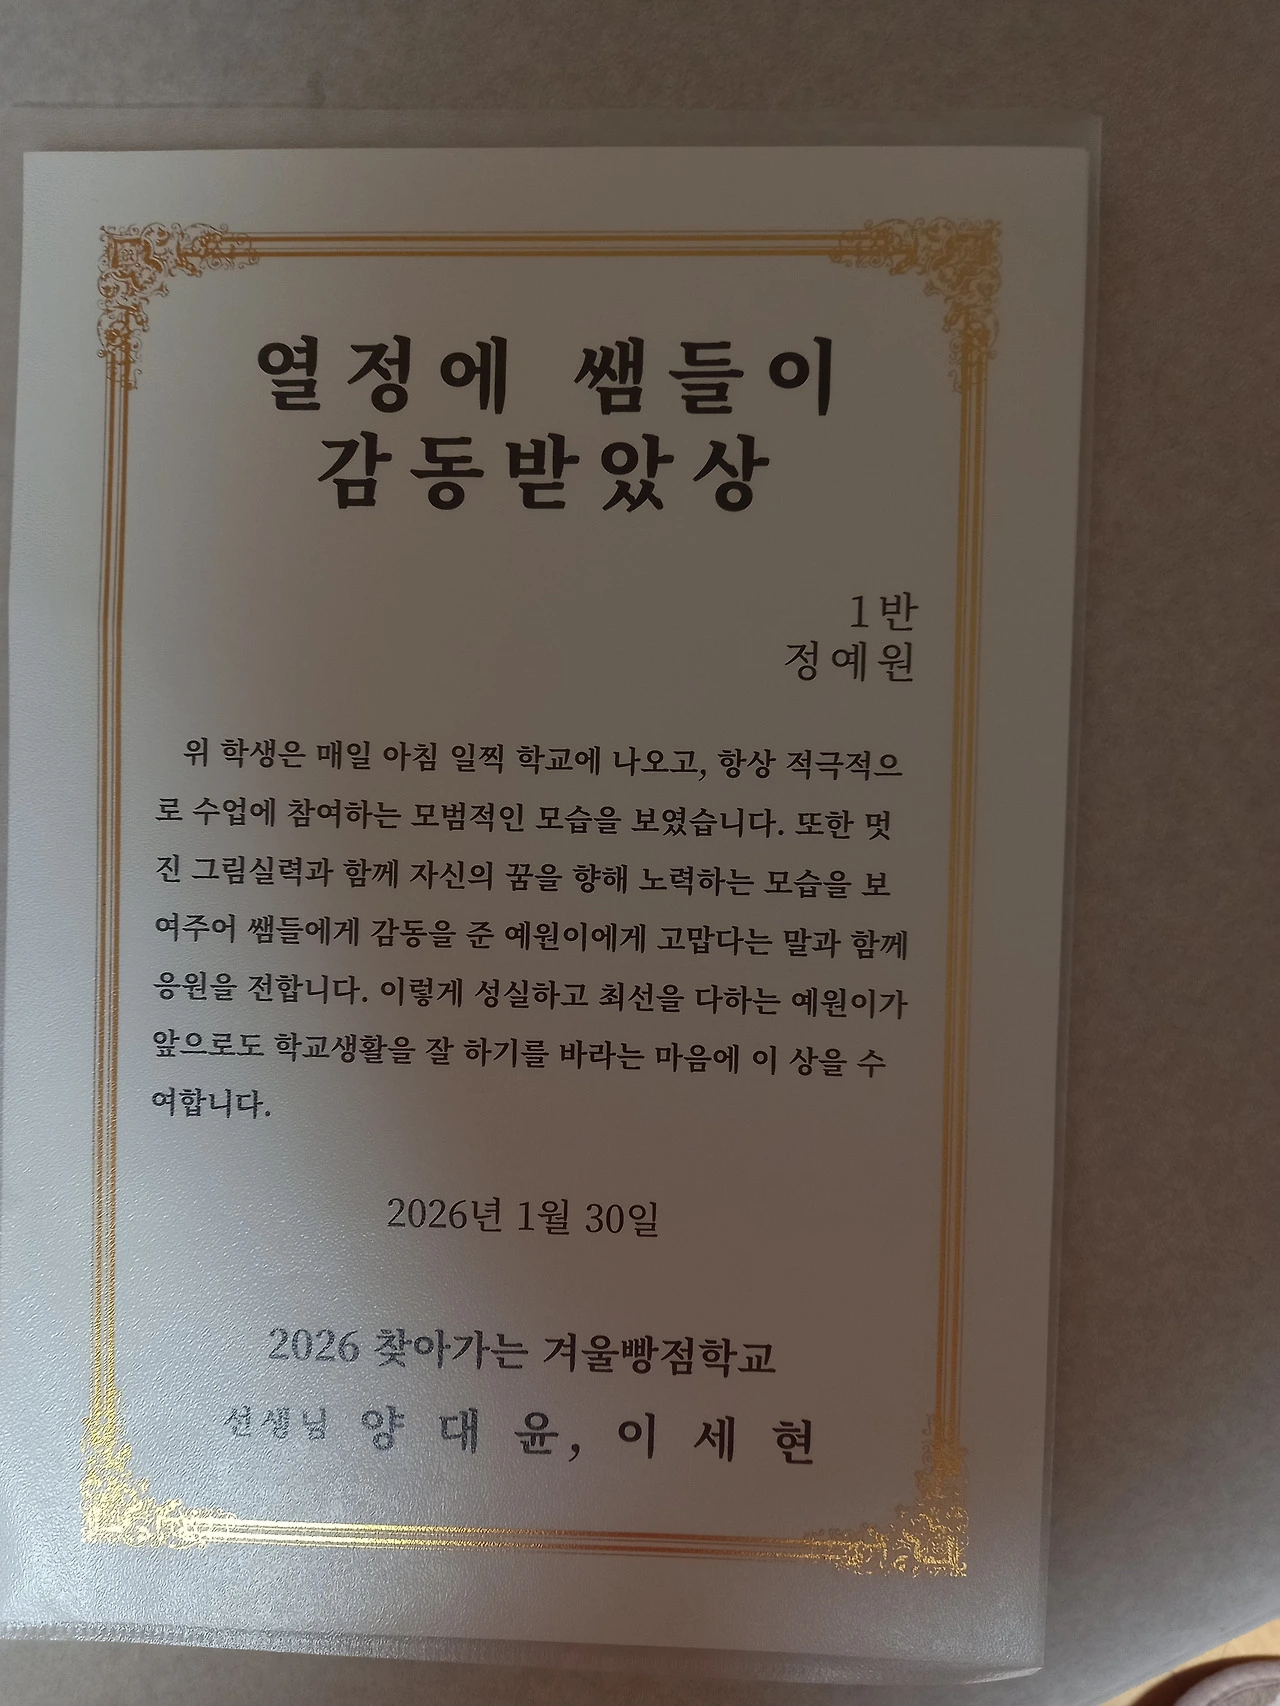 열정에 쌤들이
감동받았상
1반
정예원
위 학생은 매일 아침 일찍 학교에 나오고, 항상 적극적으
로 수업에 참여하는 모범적인 모습을 보였습니다. 또한 멋
진 그림실력과 함께 자신의 꿈을 향해 노력하는 모습을 보
여주어 쌤들에게 감동을 준 예원이에게 고맙다는 말과 함께
응원을 전합니다. 이렇게 성실하고 최선을 다하는 예원이가
앞으로도 학교생활을 잘 하기를 바라는 마음에 이 상을 수
여합니다.
2026년 1월 30일
2026 찾아가는 겨울빵점학교
선생님 양 대 윤, 이 세 현